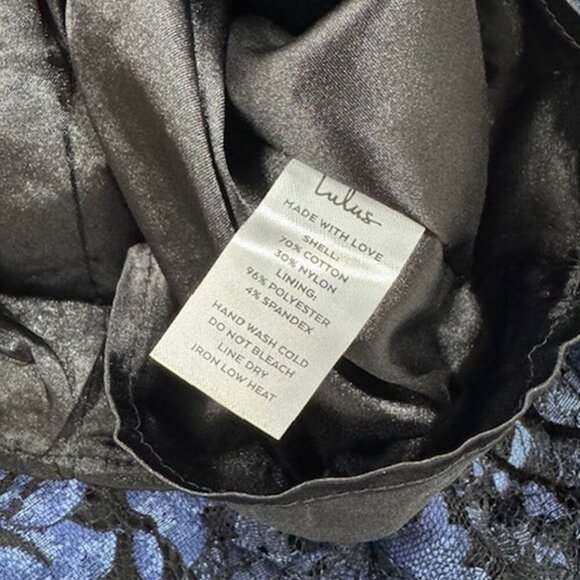 Lulus
MADE WITH LOVE
SHELL:
70% COTTON
30% NYLON
LINING:
96% POLYESTER
4% SPANDEX
HAND WASH COLD
DO NOT BLEACH
LINE DRY
IRON LOW HEAT